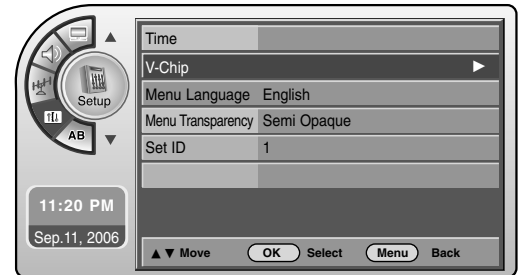 Time
V-Chip ▶
Menu Language English
Menu Transparency Semi Opaque
Set ID 1
Setup
AB
11:20 PM
Sep.11, 2006
▲▼ Move OK Select Menu Back